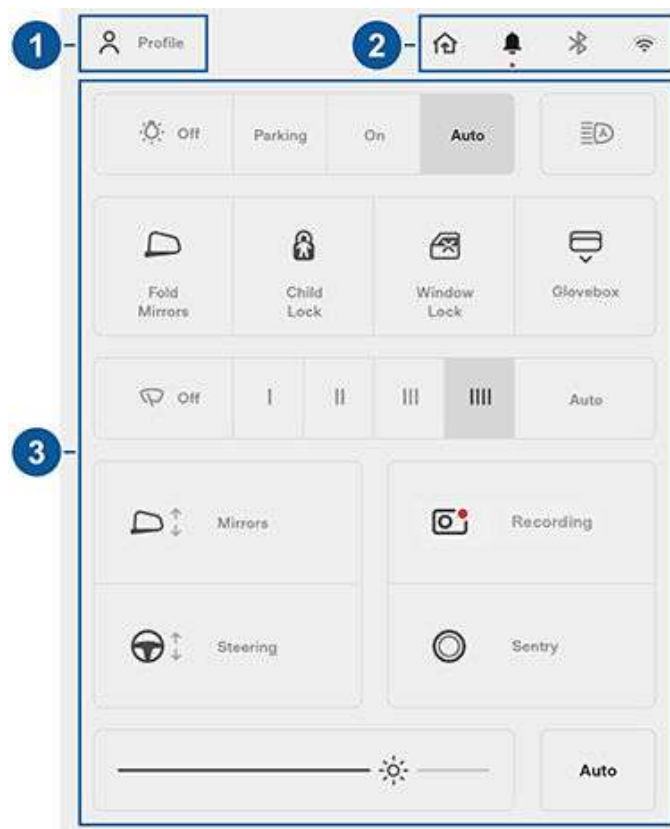 1
Profile
2
Off
Parking
On
Auto
A
Fold
Mirrors
Child
Lock
Window
Lock
Glovebox
Off
I
II
III
IIII
Auto
3
Mirrors
Recording
Steering
Sentry
Auto